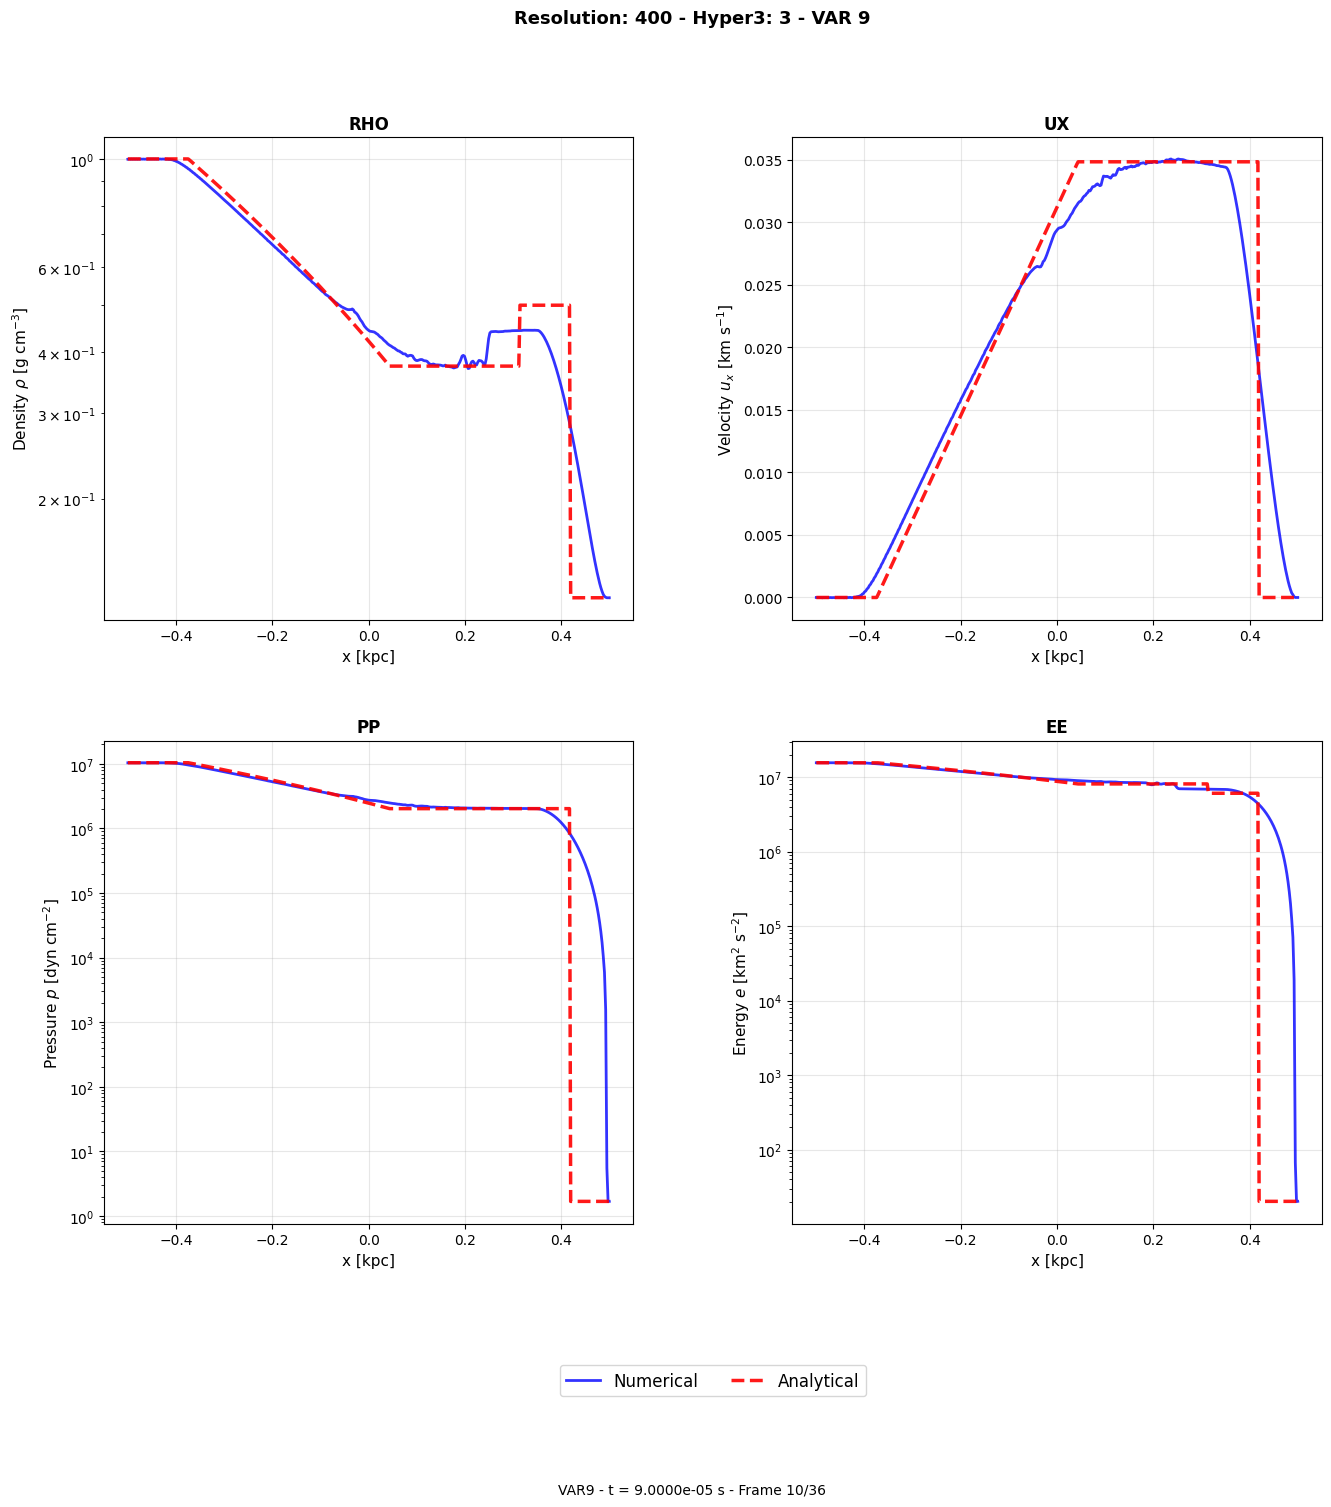 Resolution: 400 - Hyper3: 3 - VAR 9
RHO
UX
Density ρ [g cm⁻³]
10⁰
6 × 10⁻¹
4 × 10⁻¹
3 × 10⁻¹
2 × 10⁻¹
−0.4 −0.2 0.0 0.2 0.4
x [kpc]
Velocity uₓ [km s⁻¹]
0.035
0.030
0.025
0.020
0.015
0.010
0.005
0.000
−0.4 −0.2 0.0 0.2 0.4
x [kpc]
PP
EE
Pressure p [dyn cm⁻²]
10⁷
10⁶
10⁵
10⁴
10³
10²
10¹
10⁰
−0.4 −0.2 0.0 0.2 0.4
x [kpc]
Energy e [km² s⁻²]
10⁷
10⁶
10⁵
10⁴
10³
10²
−0.4 −0.2 0.0 0.2 0.4
x [kpc]
Numerical
Analytical
VAR9 - t = 9.0000e-05 s - Frame 10/36